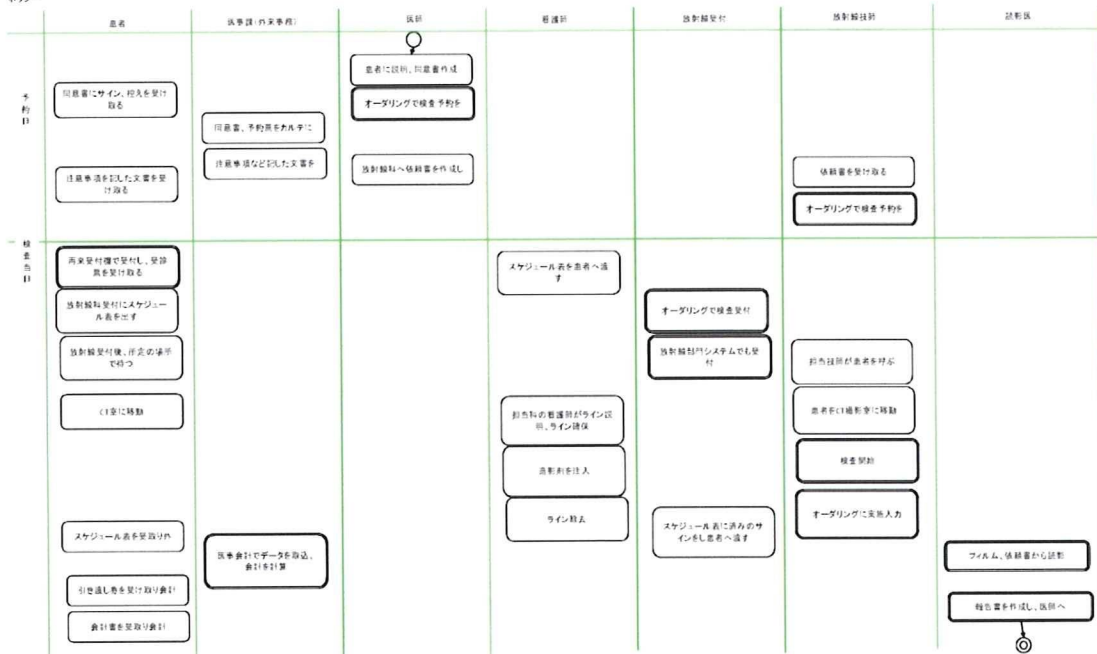 患者
医事課(外来事務)
医師
看護師
放射線受付
放射線技師
読影医
予約日
患者に説明、同意書作成
同意書にサイン、控えを受け
取る
オーダリングで検査予約を
同意書、予約票をカルテに
注意事項など記した文書を
放射線科へ依頼書を作成し
注意事項を記した文書を受
け取る
依頼書を受け取る
オーダリングで検査予約を
検査当日
再来受付機で受付し、受診
票を受け取る
スケジュール表を患者へ渡
す
放射線科受付にスケジュー
ル表を出す
オーダリングで検査受付
放射線受付後、所定の場所
で待つ
放射線部門システムでも受
付
担当技師が患者を呼ぶ
CT室に移動
担当科の看護師がライン説
明、ライン確保
患者をCT撮影室に移動
造影剤を注入
検査開始
ライン抜去
オーダリングに実施入力
スケジュール表を受取り外
スケジュール表に済みのサ
インをし患者へ渡す
医事会計でデータを取込、
会計を計算
フィルム、依頼書から読影
引き渡し巻を受け取り会計
報告書を作成し、医師へ
会計書を受取り会計